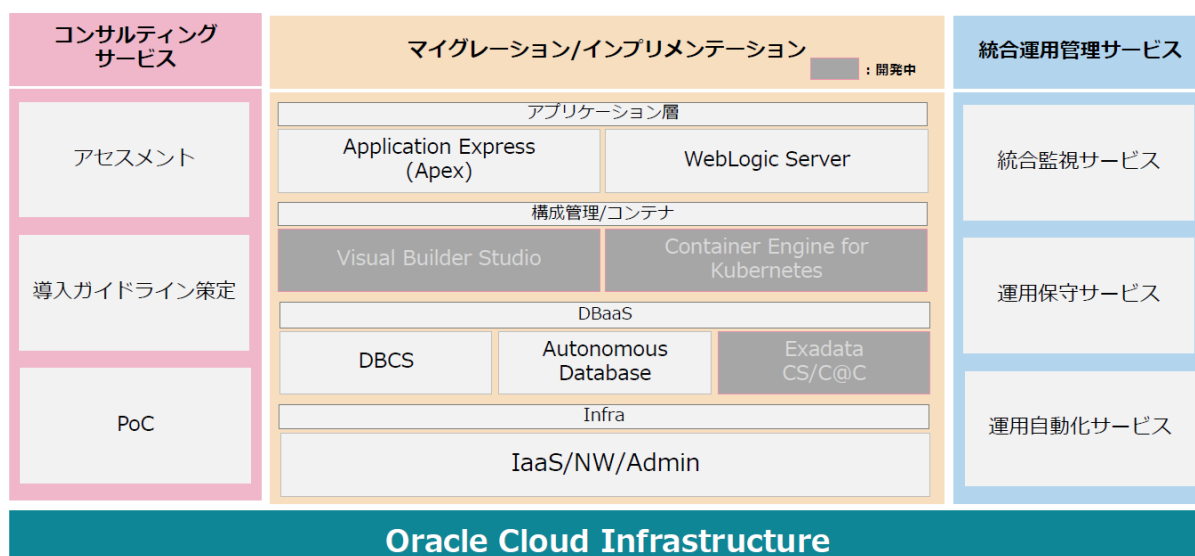 コンサルティング
サービス
アセスメント
導入ガイドライン策定
PoC
マイグレーション/インプリメンテーション
：開発中
アプリケーション層
Application Express
(Apex)
WebLogic Server
構成管理/コンテナ
Visual Builder Studio
Container Engine for
Kubernetes
DBaaS
DBCS
Autonomous
Database
Exadata
CS/C@C
Infra
IaaS/NW/Admin
統合運用管理サービス
統合監視サービス
運用保守サービス
運用自動化サービス
Oracle Cloud Infrastructure